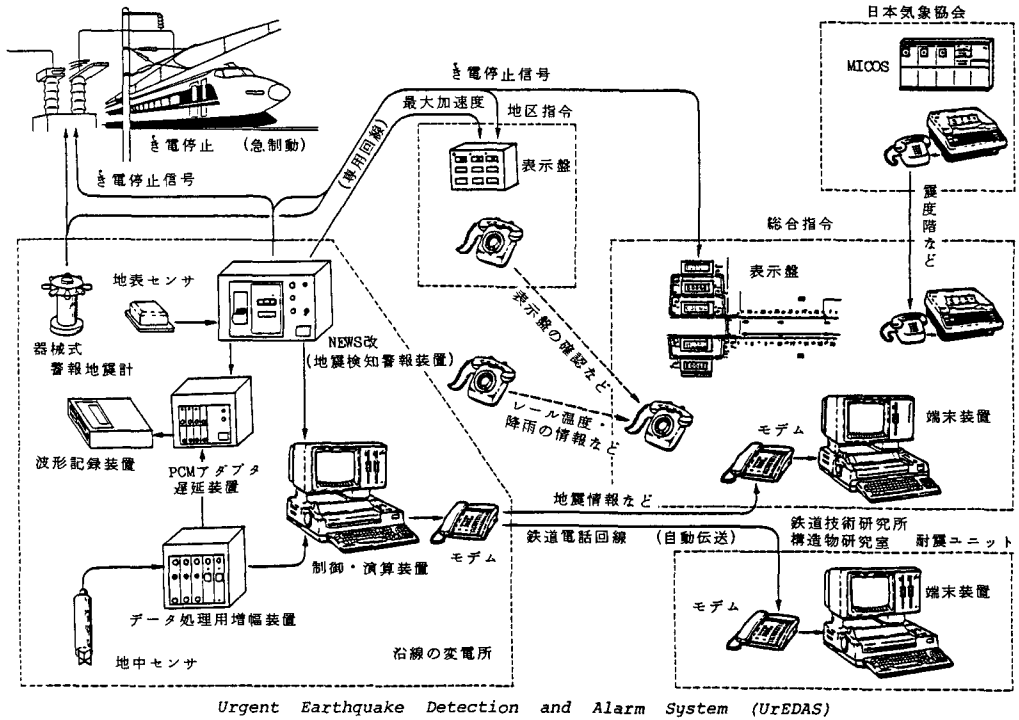 日本気象協会
MICOS
き電停止信号
最大加速度
地区指令
き電停止 (急制動)
(専用回線)
表示盤
き電停止信号
震度階など
総合指令
地表センサ
表示盤
表示盤の確認など
器械式
警報地震計
NEWS改
(地震検知警報装置)
レール温度・
降雨の情報など
端末装置
モデム
波形記録装置
PCMアダプタ
遅延装置
地震情報など
鉄道電話回線 (自動伝送)
鉄道技術研究所
構造物研究室 耐震ユニット
モデム
制御・演算装置
端末装置
モデム
データ処理用増幅装置
沿線の変電所
地中センサ
Urgent Earthquake Detection and Alarm System (UrEDAS)